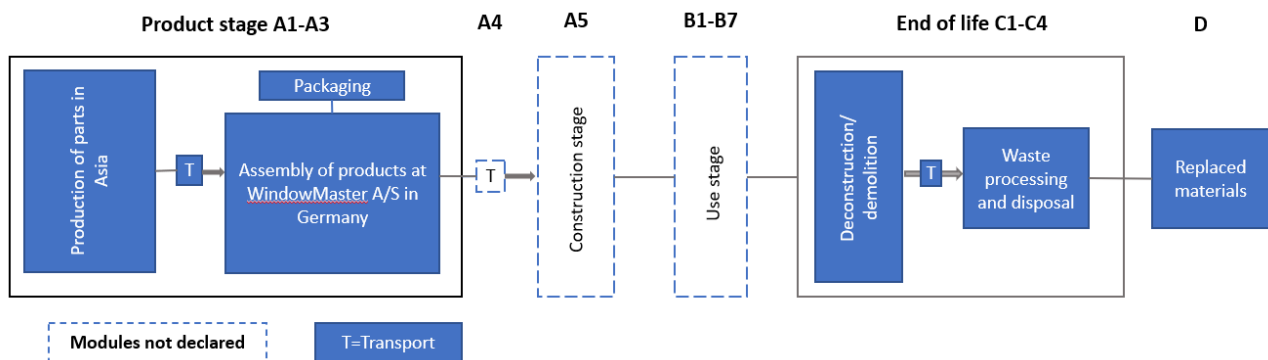 Product stage A1-A3
A4
A5
B1-B7
End of life C1-C4
D
Production of parts in
Asia
T
Packaging
Assembly of products at
WindowMaster A/S in
Germany
T
Construction stage
Use stage
Deconstruction/
demolition
T
Waste
processing
and disposal
Replaced
materials
Modules not declared
T=Transport